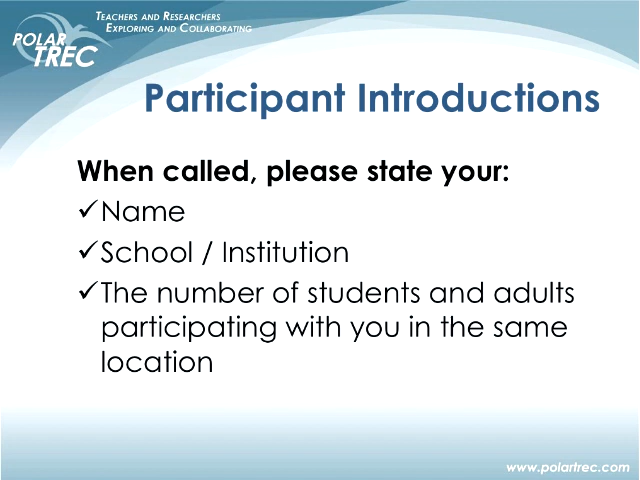 TEACHERS AND RESEARCHERS
EXPLORING AND COLLABORATING
POLAR
TREC
Participant Introductions
When called, please state your:
✓Name
✓School / Institution
✓The number of students and adults
participating with you in the same
location
www.polartrec.com